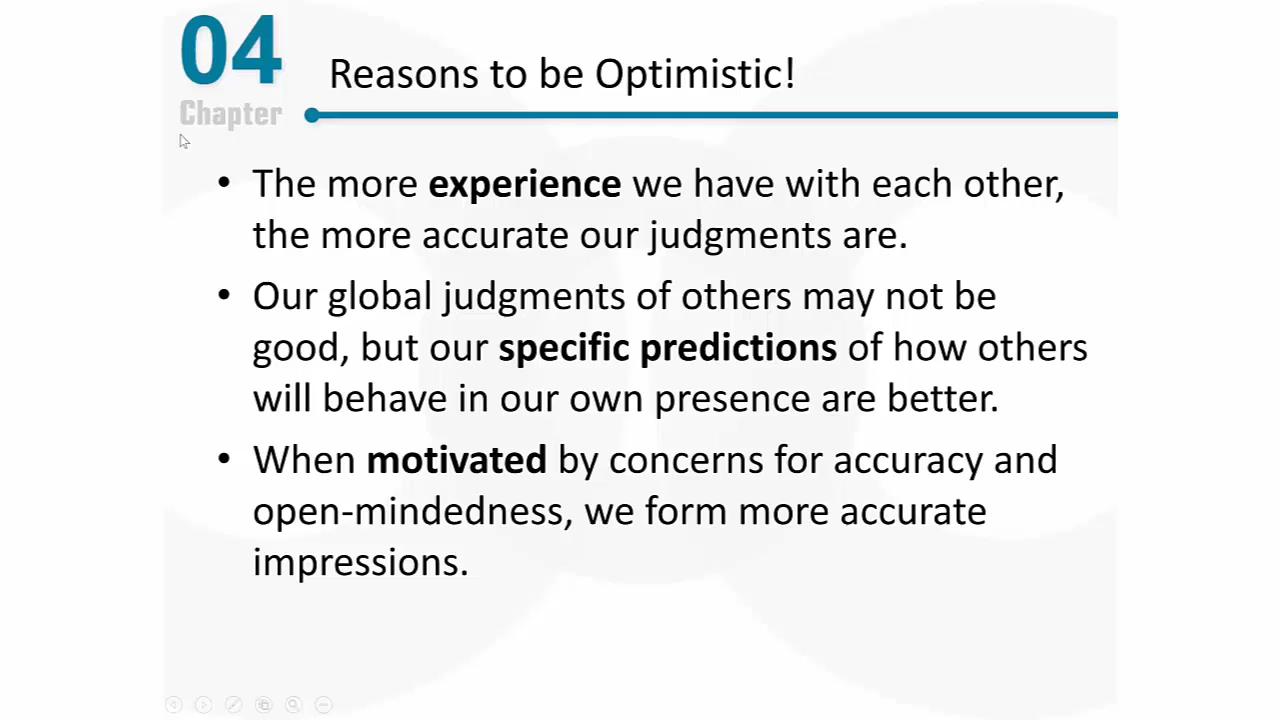 04
Chapter
Reasons to be Optimistic!
• The more experience we have with each other,
the more accurate our judgments are.
• Our global judgments of others may not be
good, but our specific predictions of how others
will behave in our own presence are better.
• When motivated by concerns for accuracy and
open-mindedness, we form more accurate
impressions.